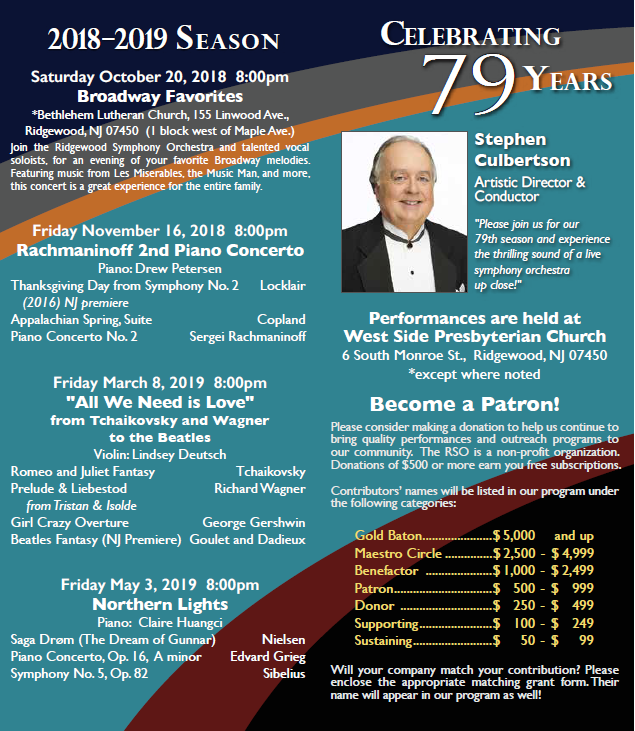 2018–2019 SEASON
Saturday October 20, 2018 8:00pm
Broadway Favorites
*Bethlehem Lutheran Church, 155 Linwood Ave.,
Ridgewood, NJ 07450 (1 block west of Maple Ave.)
Join the Ridgewood Symphony Orchestra and talented vocal
soloists, for an evening of your favorite Broadway melodies.
Featuring music from Les Miserables, the Music Man, and more,
this concert is a great experience for the entire family.
Friday November 16, 2018 8:00pm
Rachmaninoff 2nd Piano Concerto
Piano: Drew Petersen
Thanksgiving Day from Symphony No. 2 Locklair
(2016) NJ premiere
Appalachian Spring, Suite Copland
Piano Concerto No. 2 Sergei Rachmaninoff
Friday March 8, 2019 8:00pm
"All We Need is Love"
from Tchaikovsky and Wagner
to the Beatles
Violin: Lindsey Deutsch
Romeo and Juliet Fantasy Tchaikovsky
Prelude & Liebestod Richard Wagner
from Tristan & Isolde
Girl Crazy Overture George Gershwin
Beatles Fantasy (NJ Premiere) Goulet and Dadieux
Friday May 3, 2019 8:00pm
Northern Lights
Piano: Claire Huangci
Saga Drøm (The Dream of Gunnar) Nielsen
Piano Concerto, Op. 16, A minor Edvard Grieg
Symphony No. 5, Op. 82 Sibelius
CELEBRATING
79 YEARS
Stephen
Culbertson
Artistic Director &
Conductor
"Please join us for our
79th season and experience
the thrilling sound of a live
symphony orchestra
up close!"
Performances are held at
West Side Presbyterian Church
6 South Monroe St., Ridgewood, NJ 07450
*except where noted
Become a Patron!
Please consider making a donation to help us continue to
bring quality performances and outreach programs to
our community. The RSO is a non-profit organization.
Donations of $500 or more earn you free subscriptions.
Contributors' names will be listed in our program under
the following categories:
Gold Baton......................$ 5,000 and up
Maestro Circle ...............$ 2,500 - $ 4,999
Benefactor .....................$ 1,000 - $ 2,499
Patron...............................$ 500 - $ 999
Donor .............................$ 250 - $ 499
Supporting.......................$ 100 - $ 249
Sustaining.........................$ 50 - $ 99
Will your company match your contribution? Please
enclose the appropriate matching grant form. Their
name will appear in our program as well!